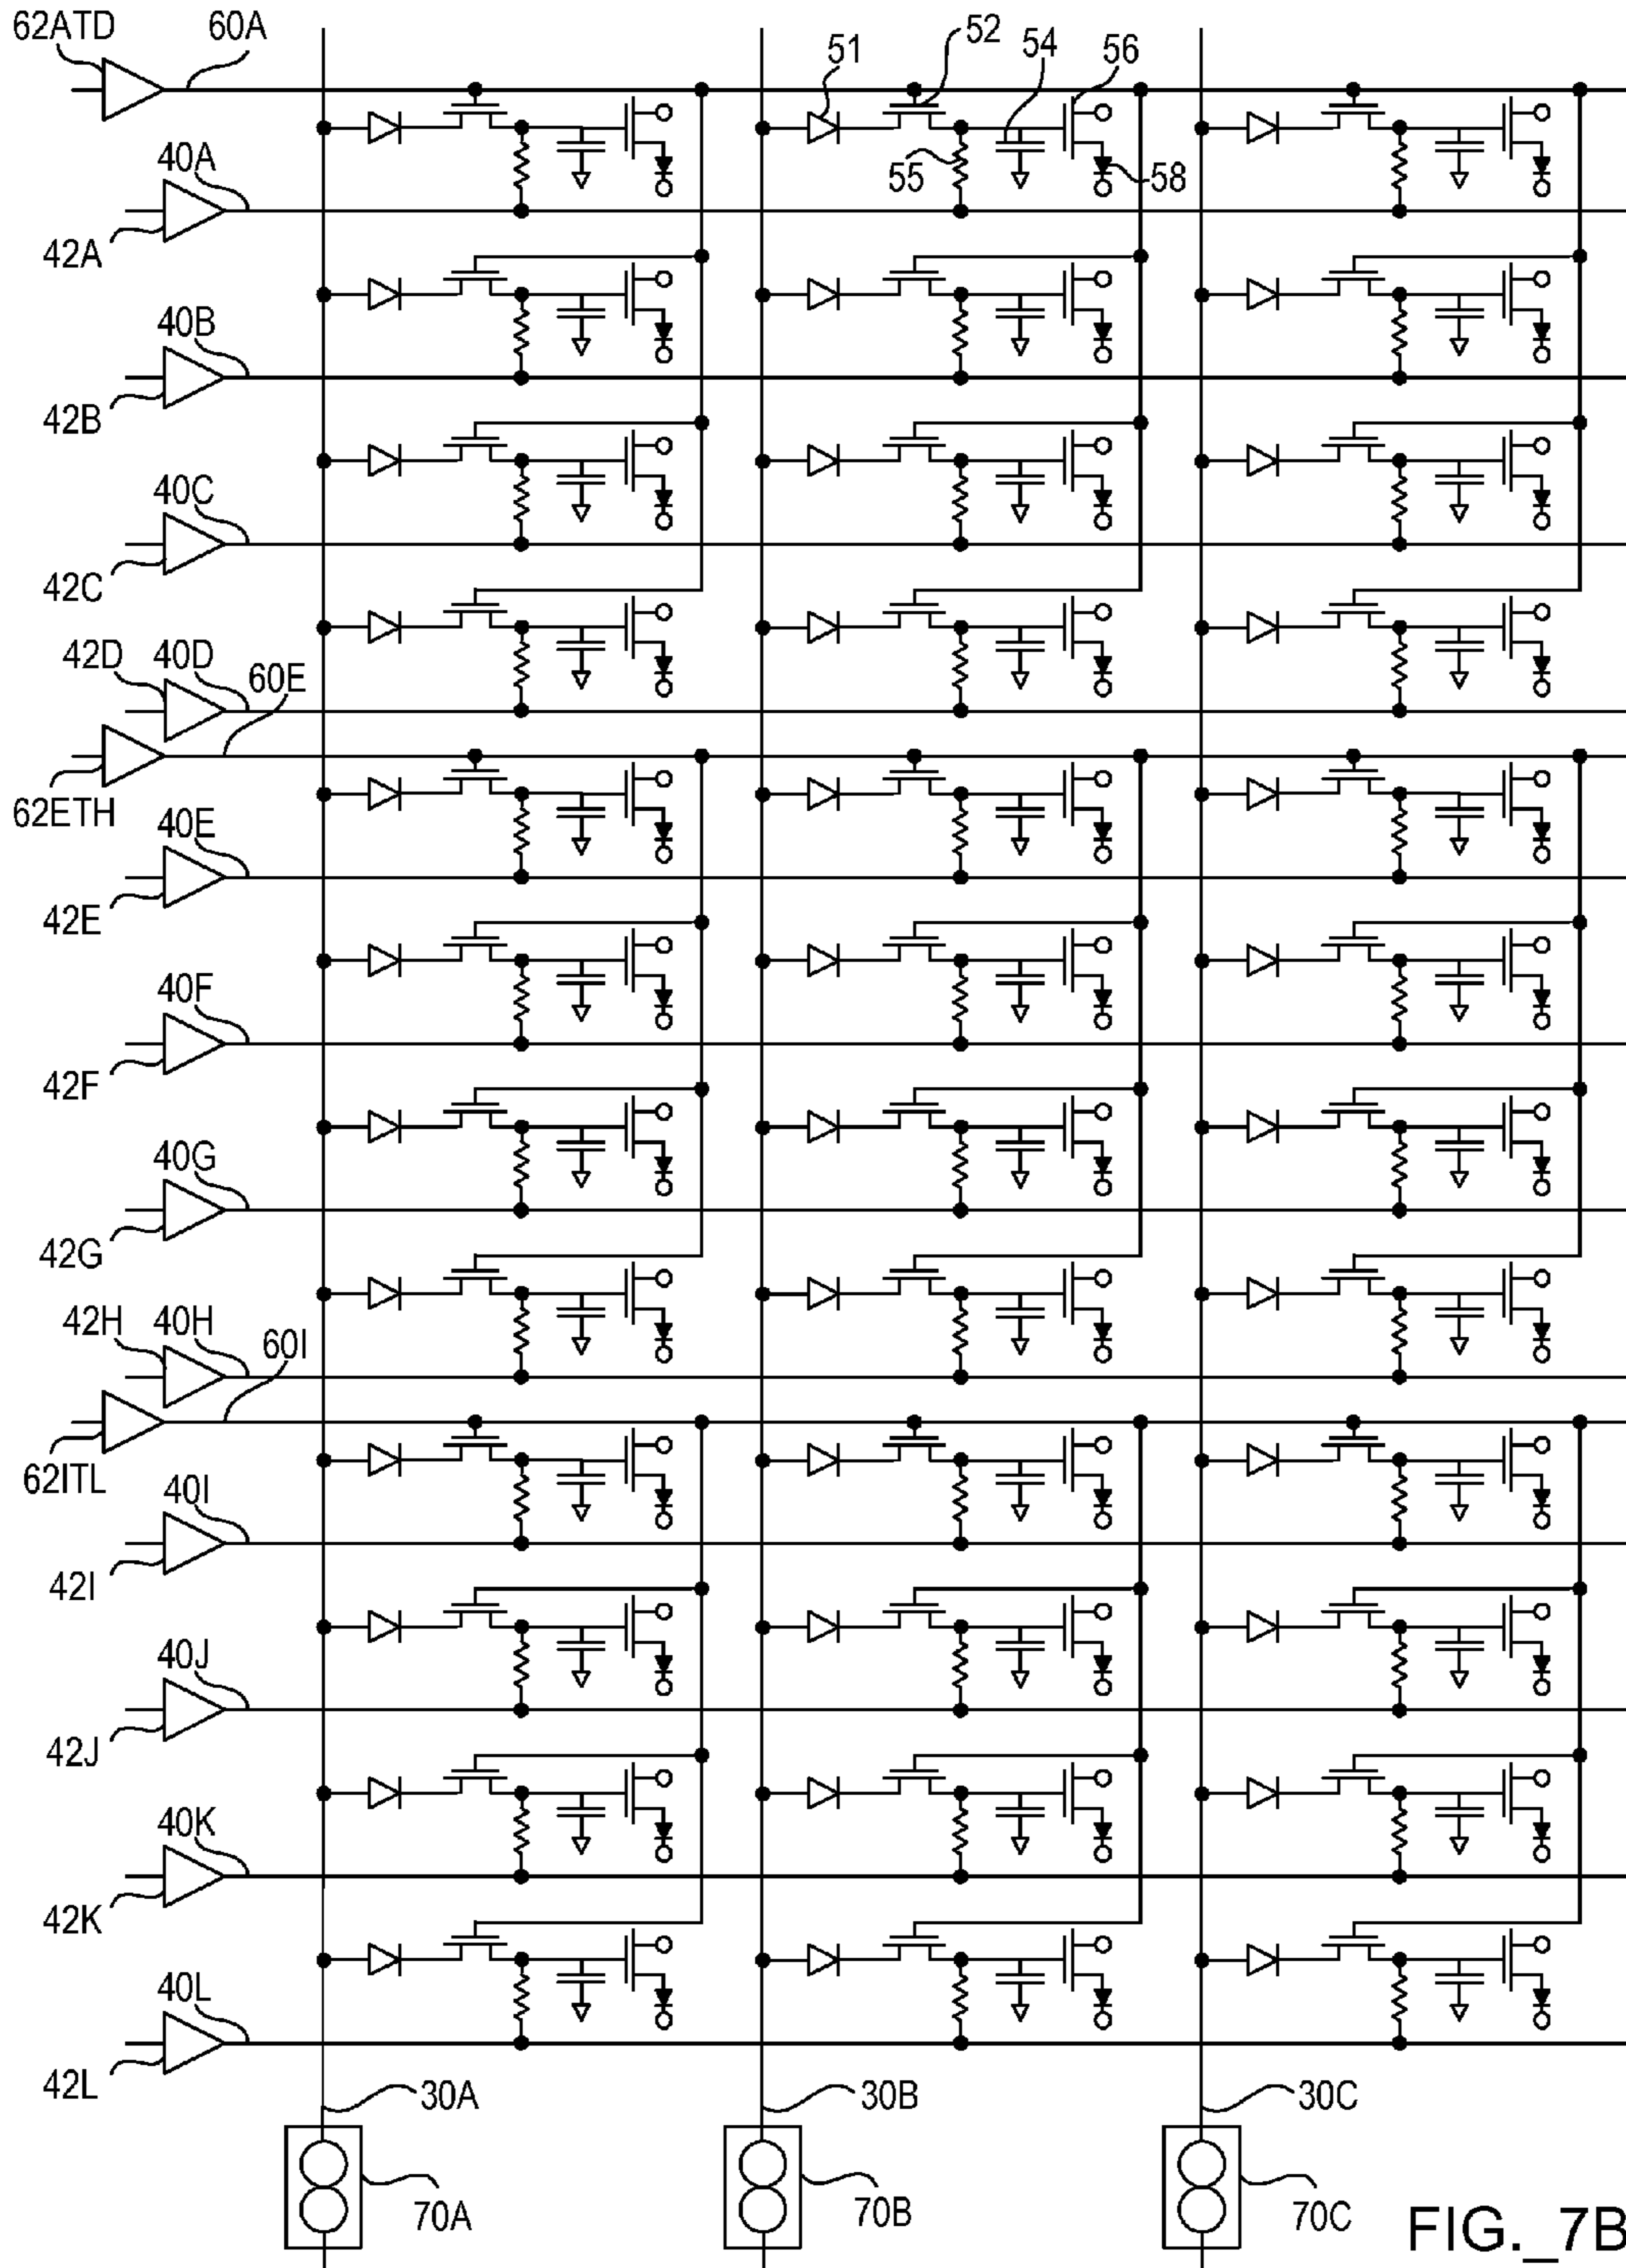 62ATD 60A 51 52 54 56
40A 55 58
42A
40B
42B
40C
42C
42D 40D 60E
62ETH
40E
42E
40F
42F
40G
42G
42H 40H 60I
62ITL
40I
42I
40J
42J
40K
42K
40L
42L
30A 30B 30C
70A 70B 70C
FIG._7B